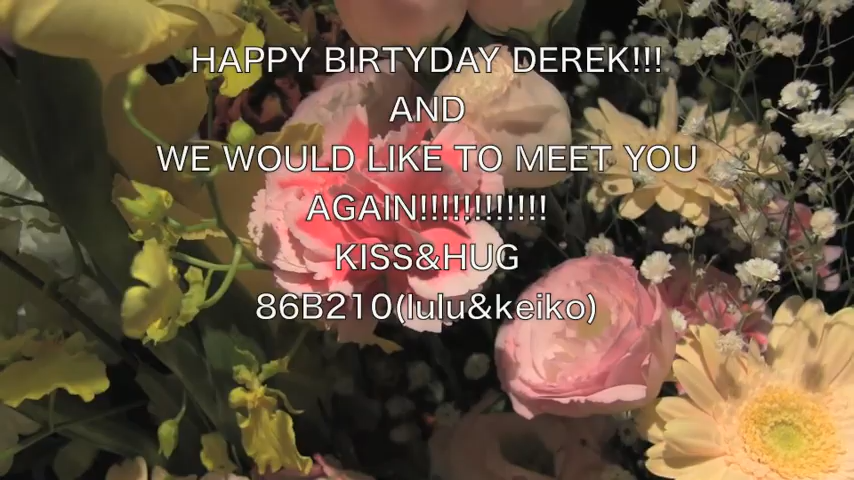 HAPPY BIRTYDAY DEREK!!!
AND
WE WOULD LIKE TO MEET YOU
AGAIN!!!!!!!!!!!!
KISS&HUG
86B210(lulu&keiko)